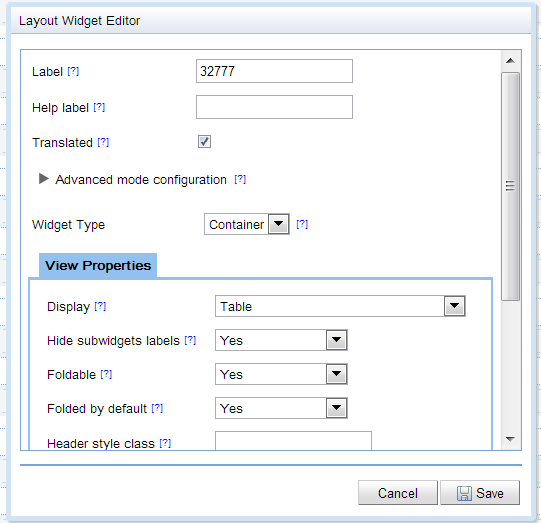 Layout Widget Editor
Label [?] 32777
Help label [?]
Translated [?]
Advanced mode configuration [?]
Widget Type Container [?]
View Properties
Display [?] Table
Hide subwidgets labels [?] Yes
Foldable [?] Yes
Folded by default [?] Yes
Header style class [?]
Cancel Save